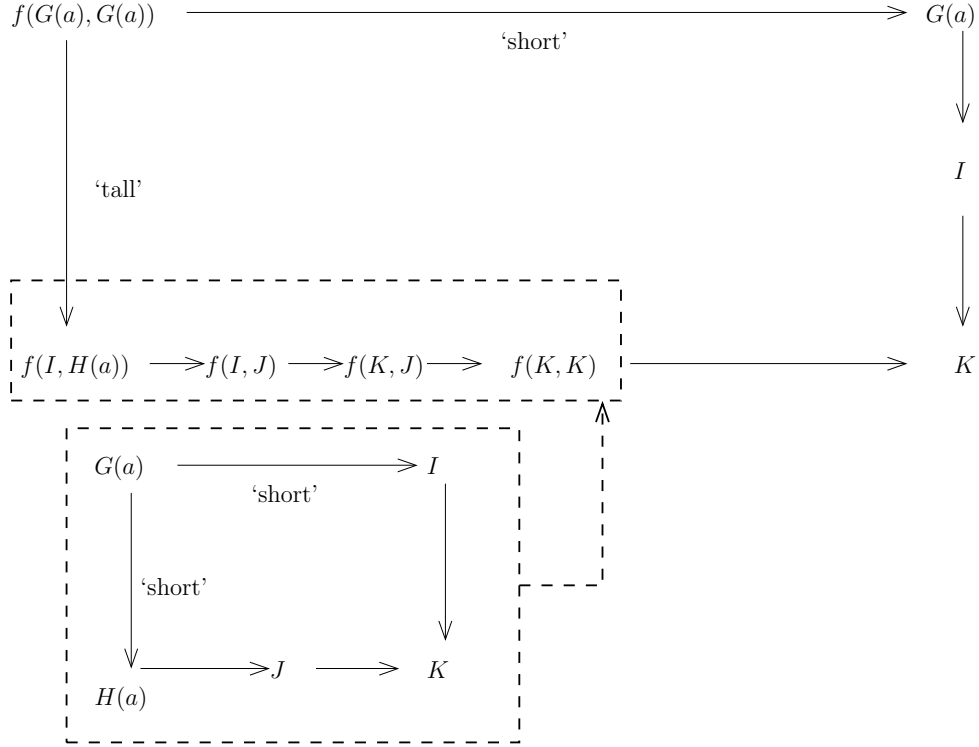 f(G(a), G(a)) G(a)
‘short’
I
‘tall’
f(I, H(a)) f(I, J) f(K, J) f(K, K) K
G(a) I
‘short’
‘short’
J K
H(a)